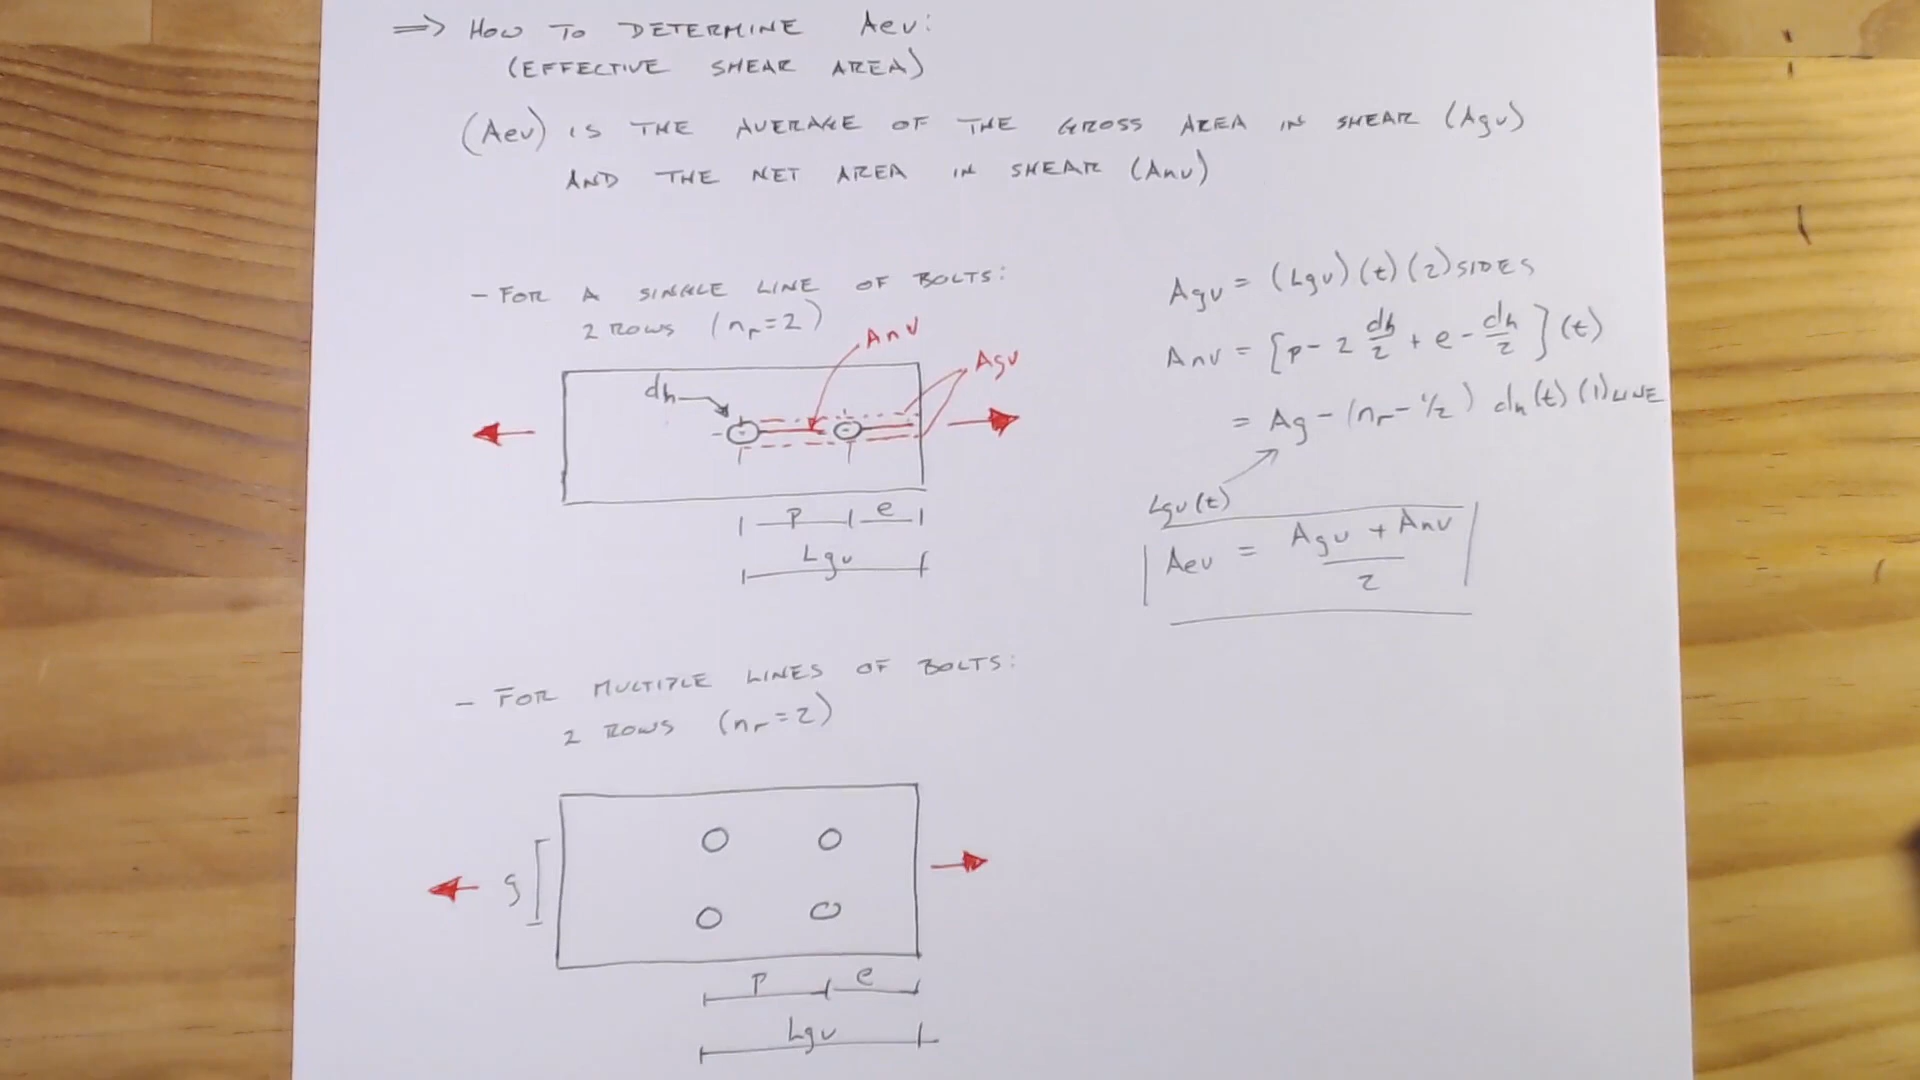 ⇒ HOW TO DETERMINE Aev:
(EFFECTIVE SHEAR AREA)
(Aev) IS THE AVERAGE OF THE GROSS AREA IN SHEAR (Agv)
AND THE NET AREA IN SHEAR (Anv)
- FOR A SINGLE LINE OF BOLTS:
2 ROWS (nr=2)
Anv
Agv
dh
p
e
Lgv
Agv = (Lgv)(t)(2) SIDES
Anv = [p - 2 dh/2 + e - dh/2](t)
= Ag - (nr - 1/2) dh(t)(1) LINE
Lgv(t)
Aev = Agv + Anv / 2
- FOR MULTIPLE LINES OF BOLTS:
2 ROWS (nr=2)
g
p
e
Lgv